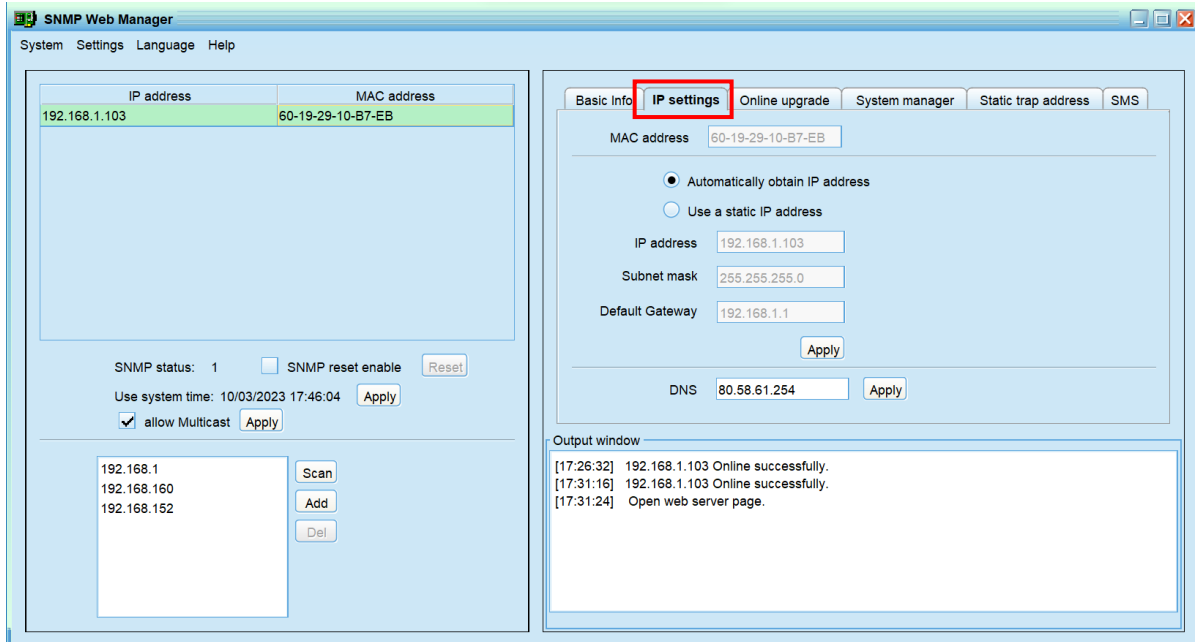 SNMP Web Manager
System Settings Language Help
IP address MAC address
192.168.1.103 60-19-29-10-B7-EB
SNMP status: 1 SNMP reset enable Reset
Use system time: 10/03/2023 17:46:04 Apply
allow Multicast Apply
192.168.1
192.168.160
192.168.152
Scan
Add
Del
Basic Info IP settings Online upgrade System manager Static trap address SMS
MAC address 60-19-29-10-B7-EB
Automatically obtain IP address
Use a static IP address
IP address 192.168.1.103
Subnet mask 255.255.255.0
Default Gateway 192.168.1.1
Apply
DNS 80.58.61.254 Apply
Output window
[17:26:32] 192.168.1.103 Online successfully.
[17:31:16] 192.168.1.103 Online successfully.
[17:31:24] Open web server page.